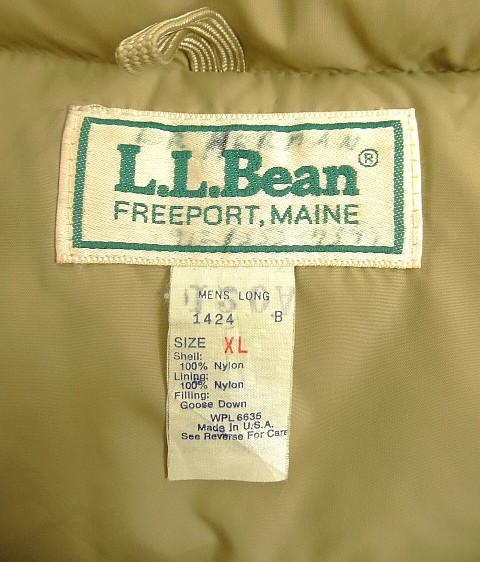 L.L.Bean®
FREEPORT, MAINE
MENS LONG
1424 B
SIZE XL
Shell:
100% Nylon
Lining:
100% Nylon
Filling:
Goose Down
WPL 6635
Made In U.S.A.
See Reverse For Care